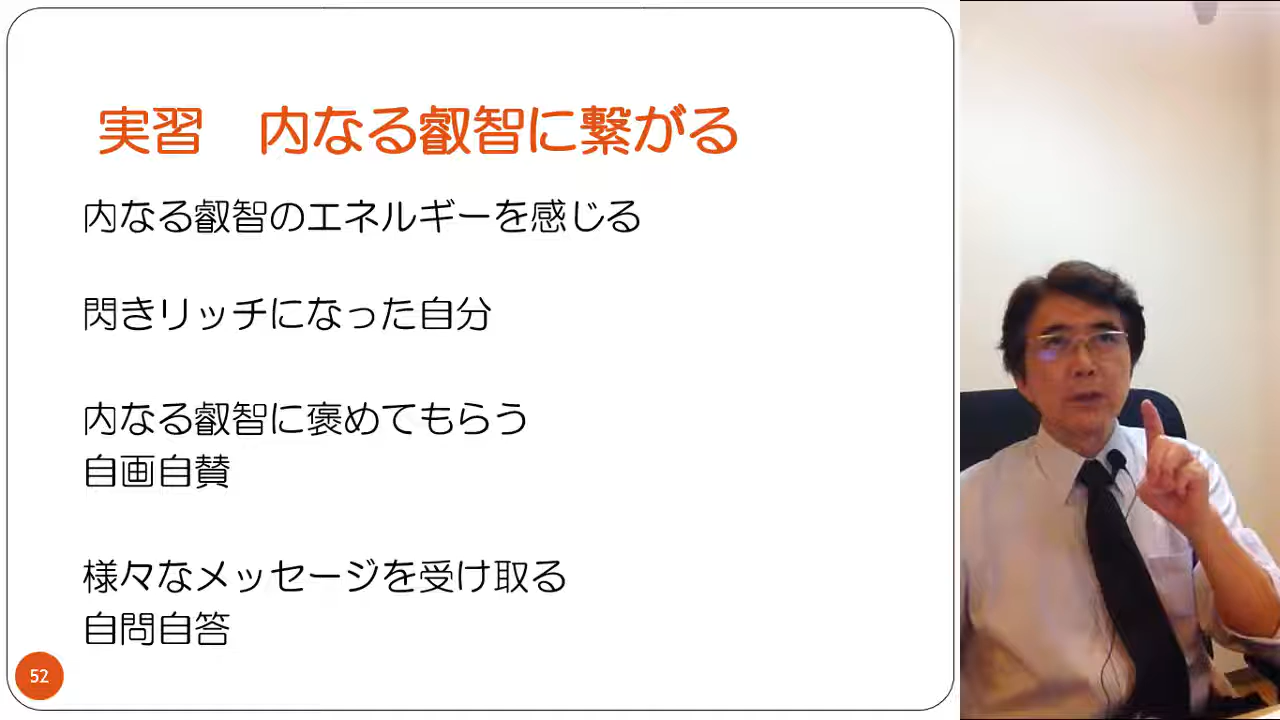 実習　内なる叡智に繋がる
内なる叡智のエネルギーを感じる
閃きリッチになった自分
内なる叡智に褒めてもらう
自画自賛
様々なメッセージを受け取る
自問自答
52